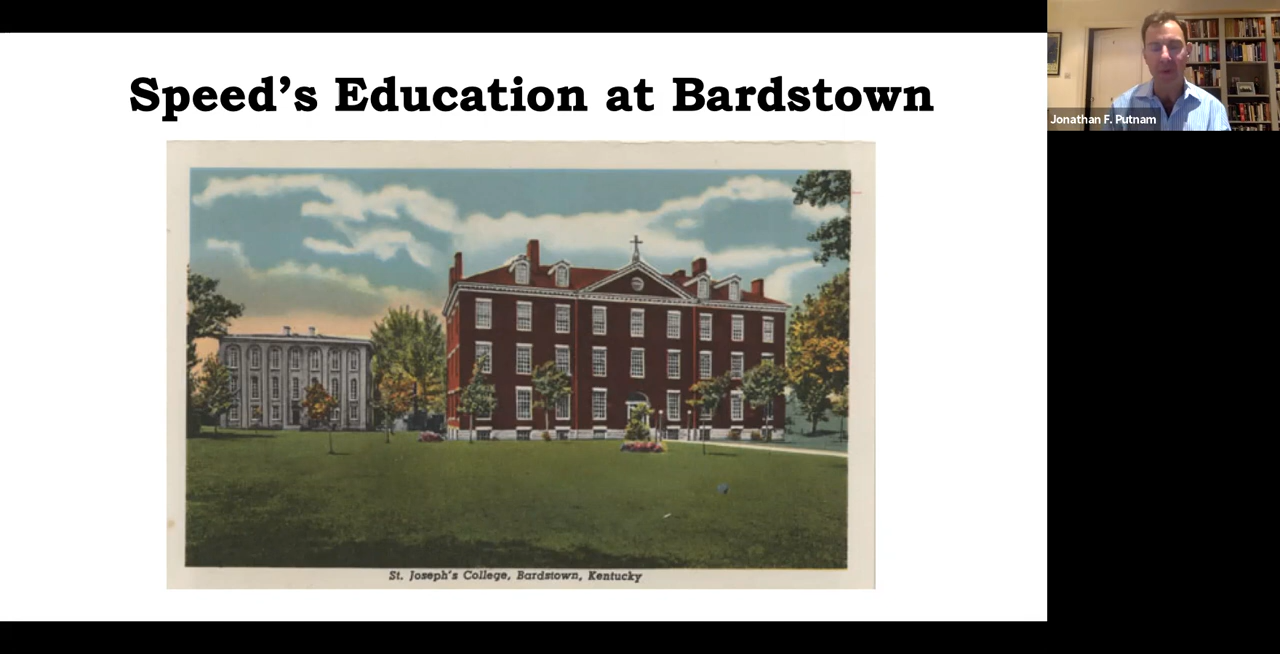 Speed's Education at Bardstown
Jonathan F. Putnam
St. Joseph's College, Bardstown, Kentucky